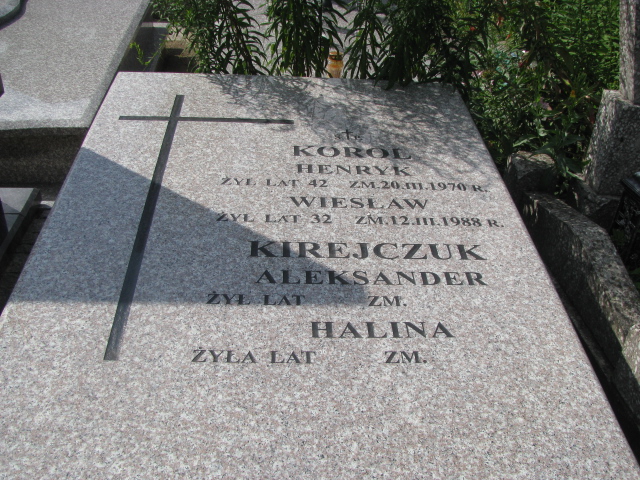 KOROL
HENRYK
ŻYŁ LAT 42 ZM. 20.III.1970 R.
WIESŁAW
ŻYŁ LAT 32 ZM. 12.III.1988 R.
KIREJCZUK
ALEKSANDER
ŻYŁ LAT ZM.
HALINA
ŻYŁA LAT ZM.